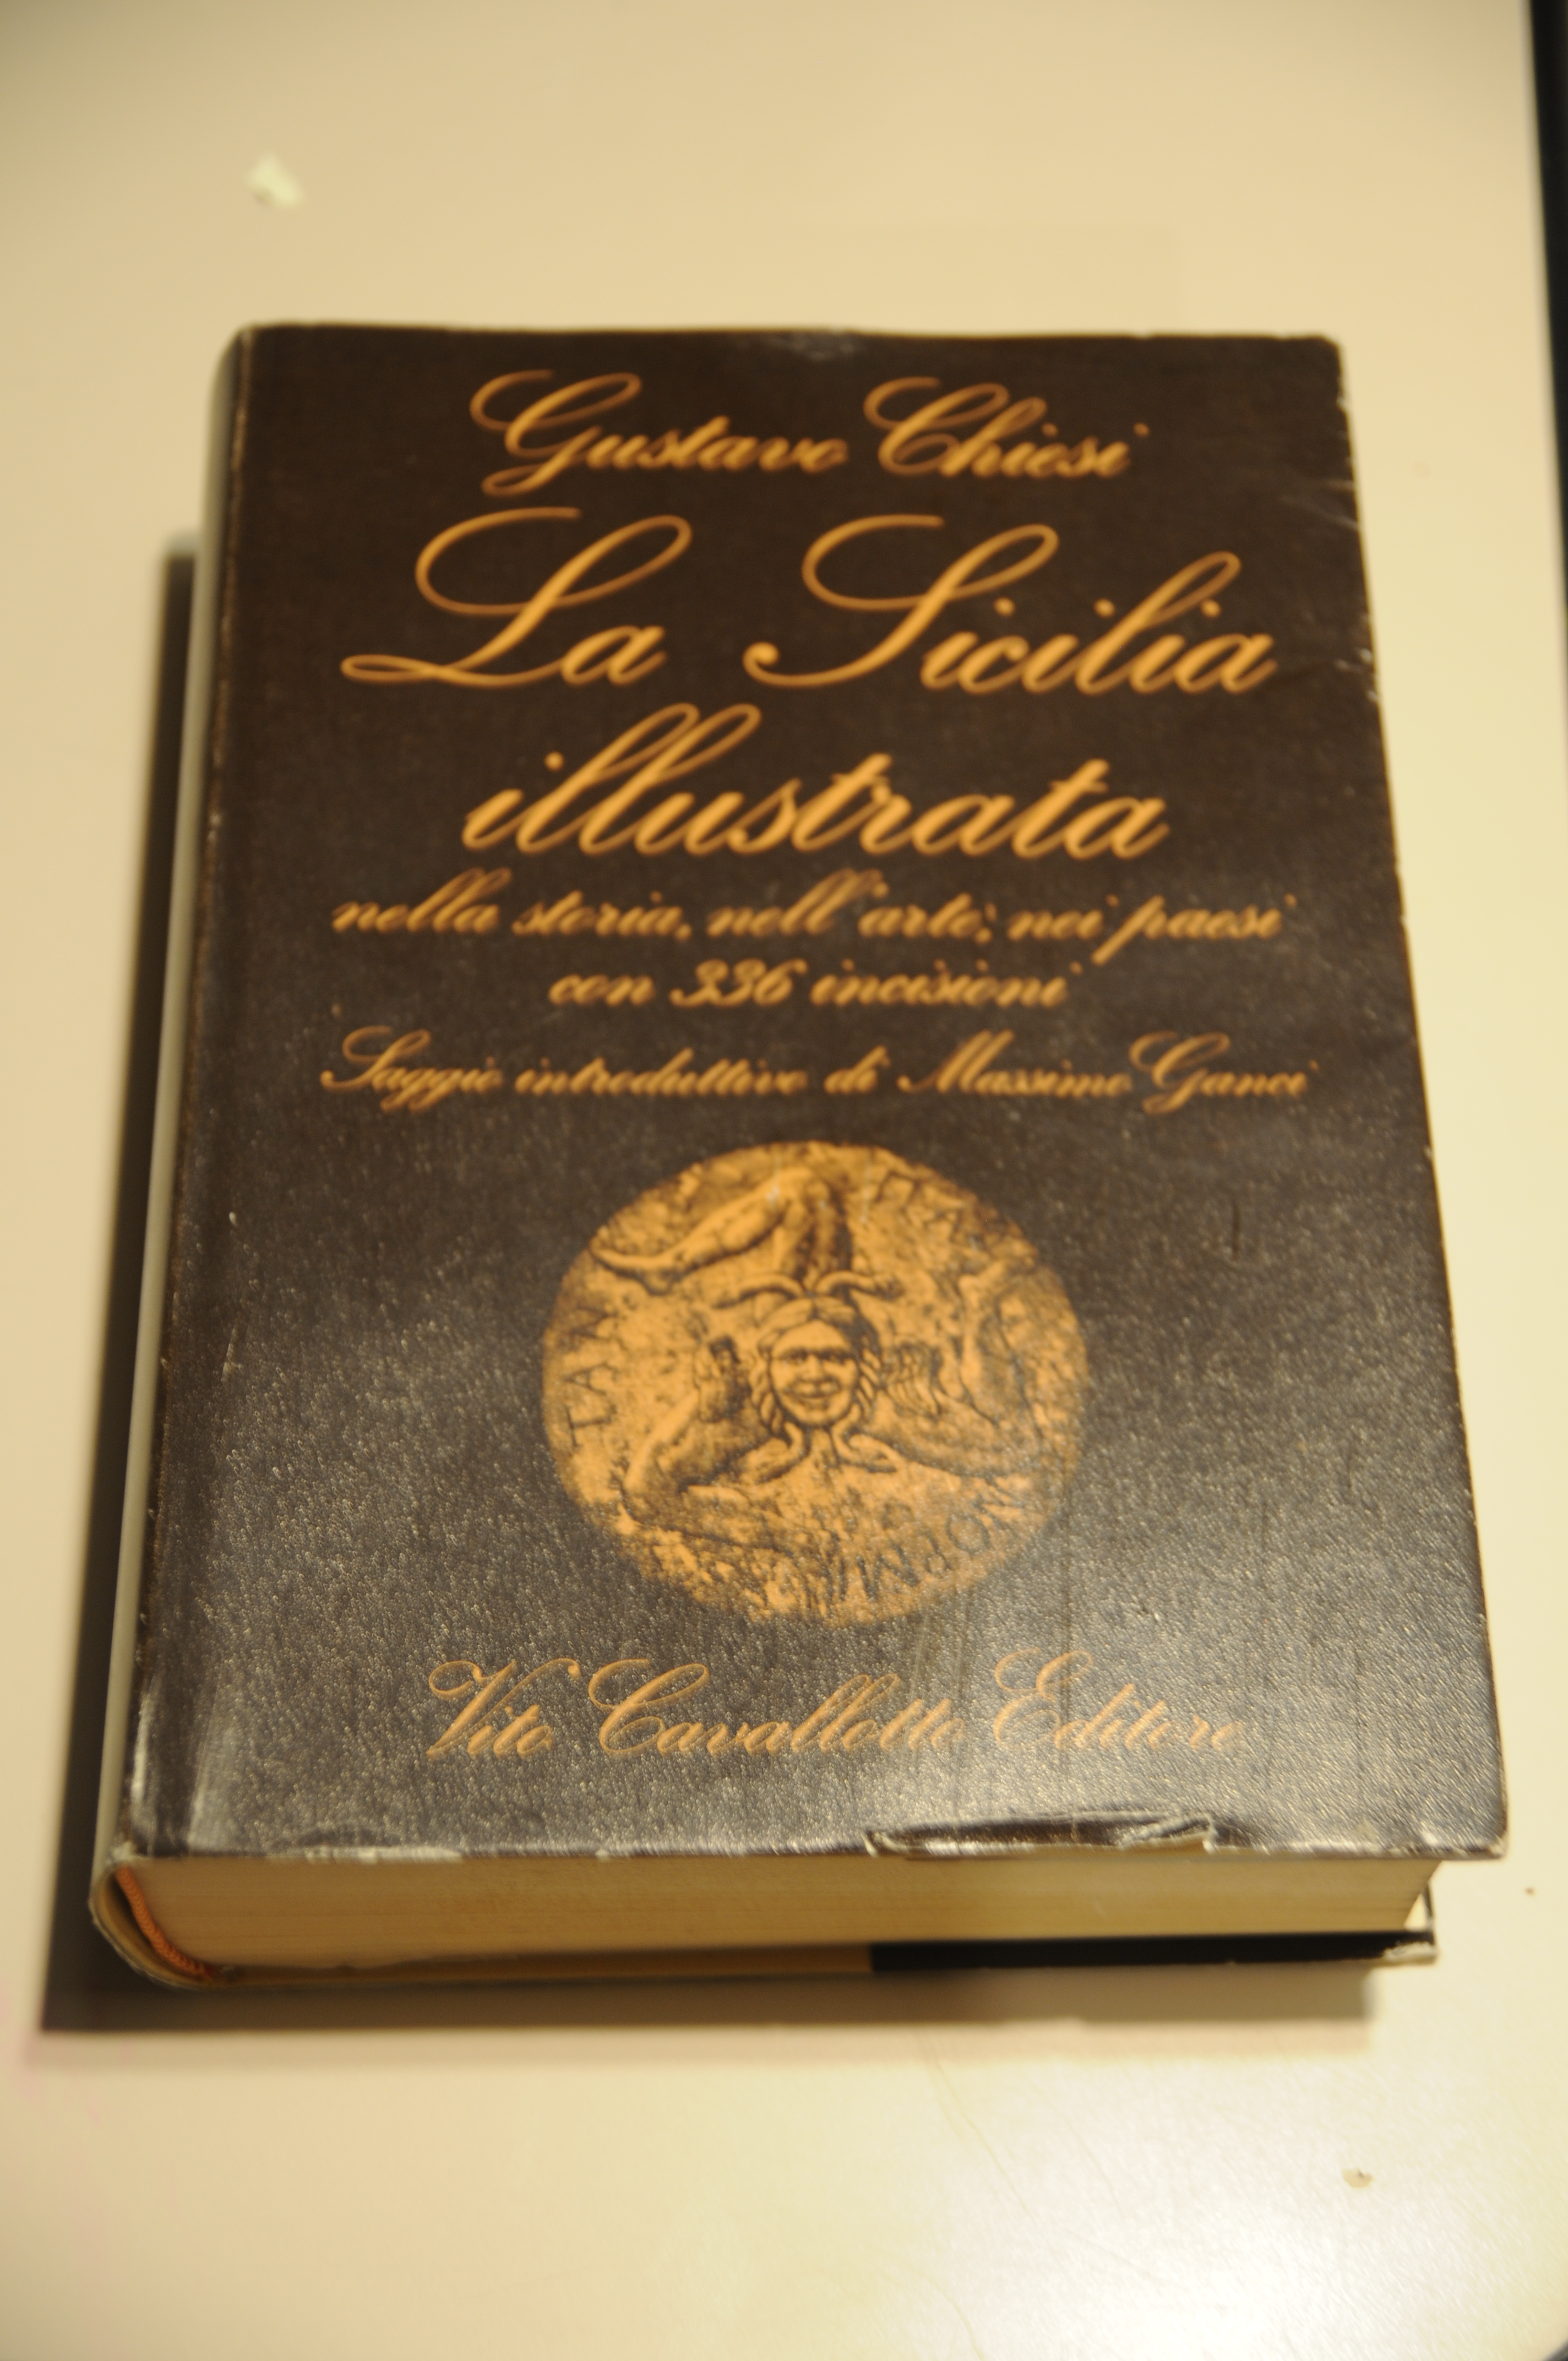 Gustavo Chiesi
La Sicilia
illustrata
nella storia, nell'arte, nei paesi
con 336 incisioni
Saggio introduttivo di Massimo Ganci
Vito Cavallotto Editore